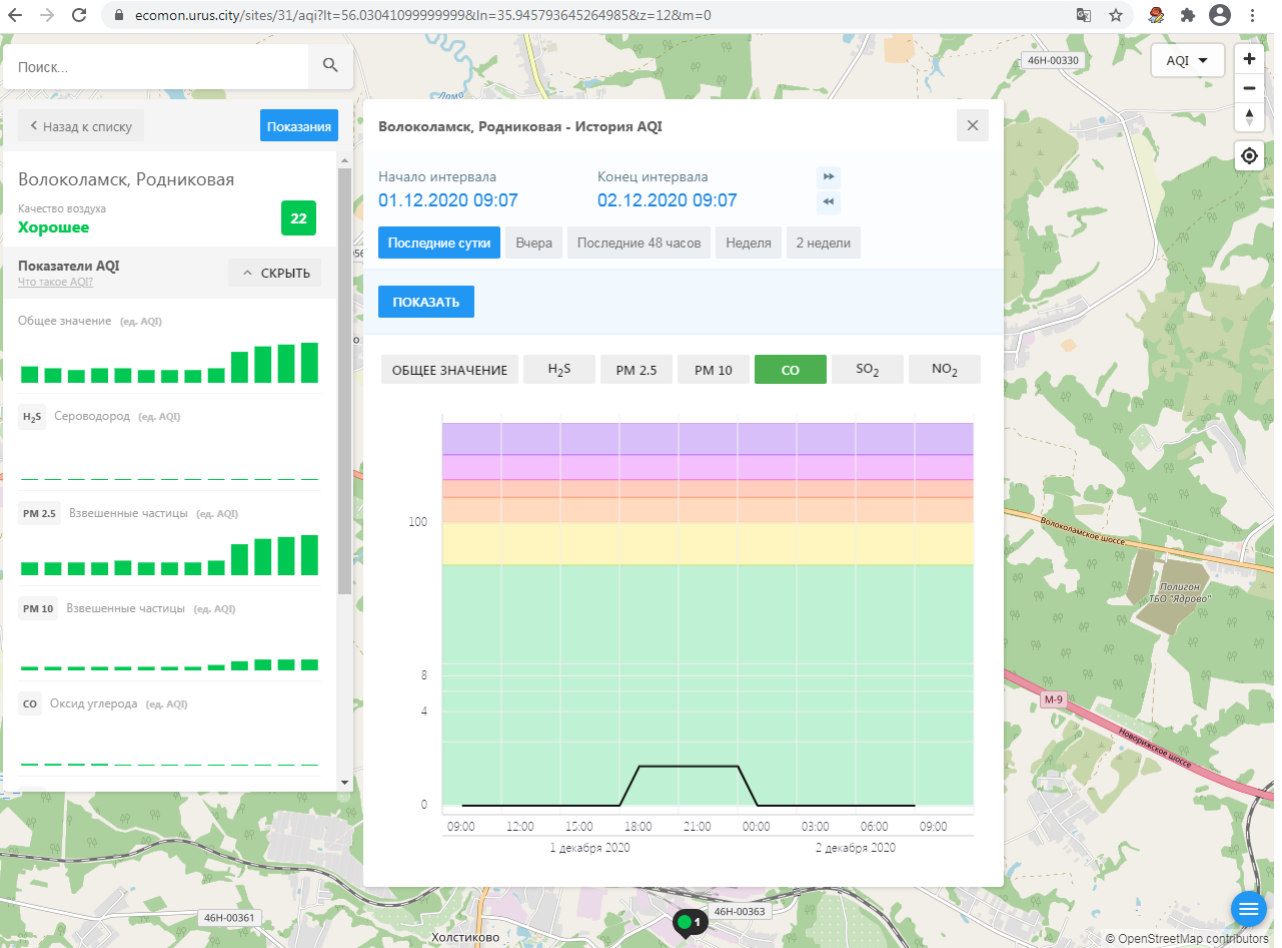 ecomon.urus.city/sites/31/aqi?lt=56.03041099999999&ln=35.945793645264985&z=12&m=0
Поиск...
46Н-00330
AQI
Назад к списку
Показания
Волоколамск, Родниковая
Качество воздуха
Хорошее
22
Показатели AQI
Что такое AQI?
СКРЫТЬ
Общее значение (ед. AQI)
H2S Сероводород (ед. AQI)
PM 2.5 Взвешенные частицы (ед. AQI)
PM 10 Взвешенные частицы (ед. AQI)
CO Оксид углерода (ед. AQI)
Волоколамск, Родниковая - История AQI
Начало интервала
01.12.2020 09:07
Конец интервала
02.12.2020 09:07
Последние сутки Вчера Последние 48 часов Неделя 2 недели
ПОКАЗАТЬ
ОБЩЕЕ ЗНАЧЕНИЕ H2S PM 2.5 PM 10 CO SO2 NO2
100
8
4
0
09:00 12:00 15:00 18:00 21:00 00:00 03:00 06:00 09:00
1 декабря 2020 2 декабря 2020
Волоколамское шоссе
Полигон
ТБО "Ядрово"
М-9
Новорижское шоссе
46Н-00361
46Н-00363
1
Холстиково
© OpenStreetMap contributors